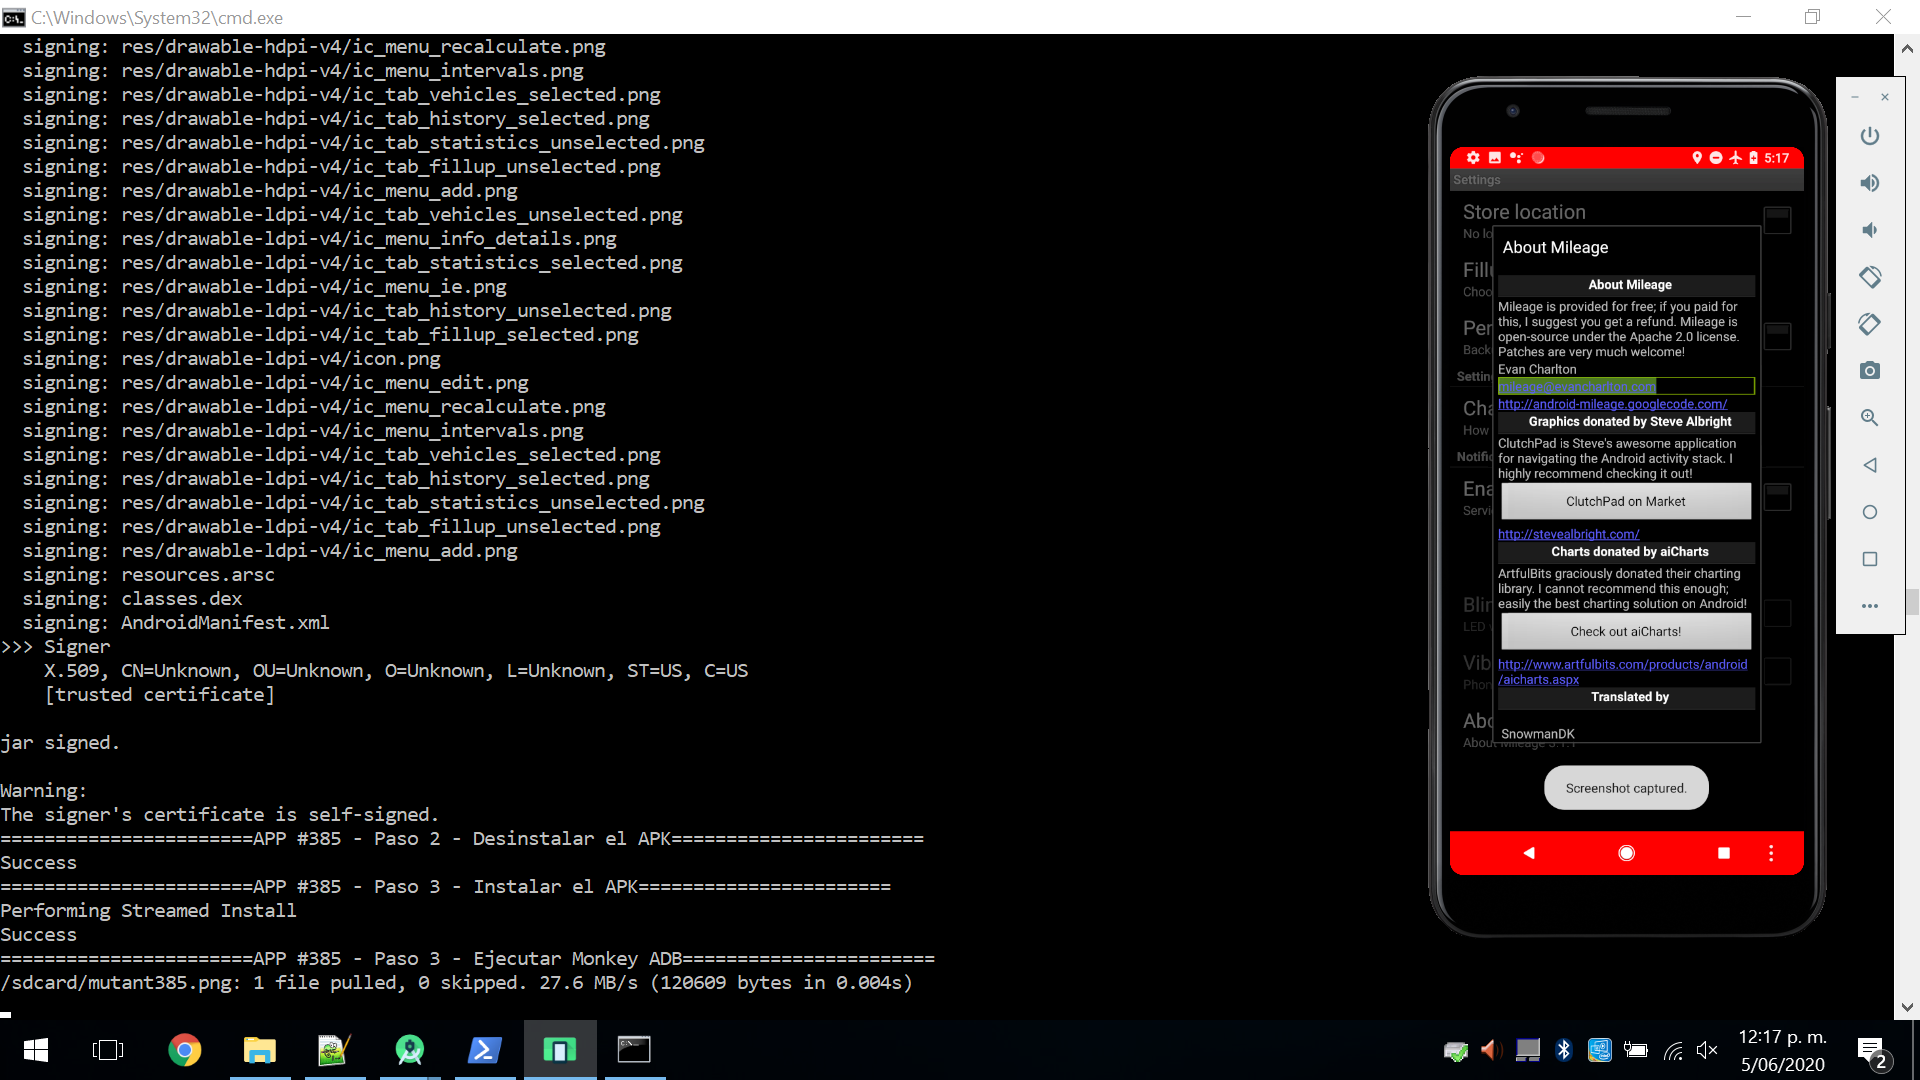 C:\Windows\System32\cmd.exe
signing: res/drawable-hdpi-v4/ic_menu_recalculate.png
signing: res/drawable-hdpi-v4/ic_menu_intervals.png
signing: res/drawable-hdpi-v4/ic_tab_vehicles_selected.png
signing: res/drawable-hdpi-v4/ic_tab_history_selected.png
signing: res/drawable-hdpi-v4/ic_tab_statistics_unselected.png
signing: res/drawable-hdpi-v4/ic_tab_fillup_unselected.png
signing: res/drawable-hdpi-v4/ic_menu_add.png
signing: res/drawable-ldpi-v4/ic_tab_vehicles_unselected.png
signing: res/drawable-ldpi-v4/ic_menu_info_details.png
signing: res/drawable-ldpi-v4/ic_tab_statistics_selected.png
signing: res/drawable-ldpi-v4/ic_menu_ie.png
signing: res/drawable-ldpi-v4/ic_tab_history_unselected.png
signing: res/drawable-ldpi-v4/ic_tab_fillup_selected.png
signing: res/drawable-ldpi-v4/icon.png
signing: res/drawable-ldpi-v4/ic_menu_edit.png
signing: res/drawable-ldpi-v4/ic_menu_recalculate.png
signing: res/drawable-ldpi-v4/ic_menu_intervals.png
signing: res/drawable-ldpi-v4/ic_tab_vehicles_selected.png
signing: res/drawable-ldpi-v4/ic_tab_history_selected.png
signing: res/drawable-ldpi-v4/ic_tab_statistics_unselected.png
signing: res/drawable-ldpi-v4/ic_tab_fillup_unselected.png
signing: res/drawable-ldpi-v4/ic_menu_add.png
signing: resources.arsc
signing: classes.dex
signing: AndroidManifest.xml
>>> Signer
X.509, CN=Unknown, OU=Unknown, O=Unknown, L=Unknown, ST=US, C=US
[trusted certificate]
jar signed.
Warning:
The signer's certificate is self-signed.
=======================APP #385 - Paso 2 - Desinstalar el APK=======================
Success
=======================APP #385 - Paso 3 - Instalar el APK=======================
Performing Streamed Install
Success
=======================APP #385 - Paso 3 - Ejecutar Monkey ADB=======================
/sdcard/mutant385.png: 1 file pulled, 0 skipped. 27.6 MB/s (120609 bytes in 0.004s)
5:17
Settings
Store location
No lo
Fill
Choo
Per
Back
Settin
Cha
How
Notific
Ena
Servi
Blin
LED
Vib
Phon
Abo
About Mileage 3.1.1
About Mileage
About Mileage
Mileage is provided for free; if you paid for
this, I suggest you get a refund. Mileage is
open-source under the Apache 2.0 license.
Patches are very much welcome!
Evan Charlton
mileage@evancharlton.com
http://android-mileage.googlecode.com/
Graphics donated by Steve Albright
ClutchPad is Steve's awesome application
for navigating the Android activity stack. I
highly recommend checking it out!
ClutchPad on Market
http://stevealbright.com/
Charts donated by aiCharts
ArtfulBits graciously donated their charting
library. I cannot recommend this enough;
easily the best charting solution on Android!
Check out aiCharts!
http://www.artfulbits.com/products/android
/aicharts.aspx
Translated by
SnowmanDK
Screenshot captured.
12:17 p. m.
5/06/2020
2